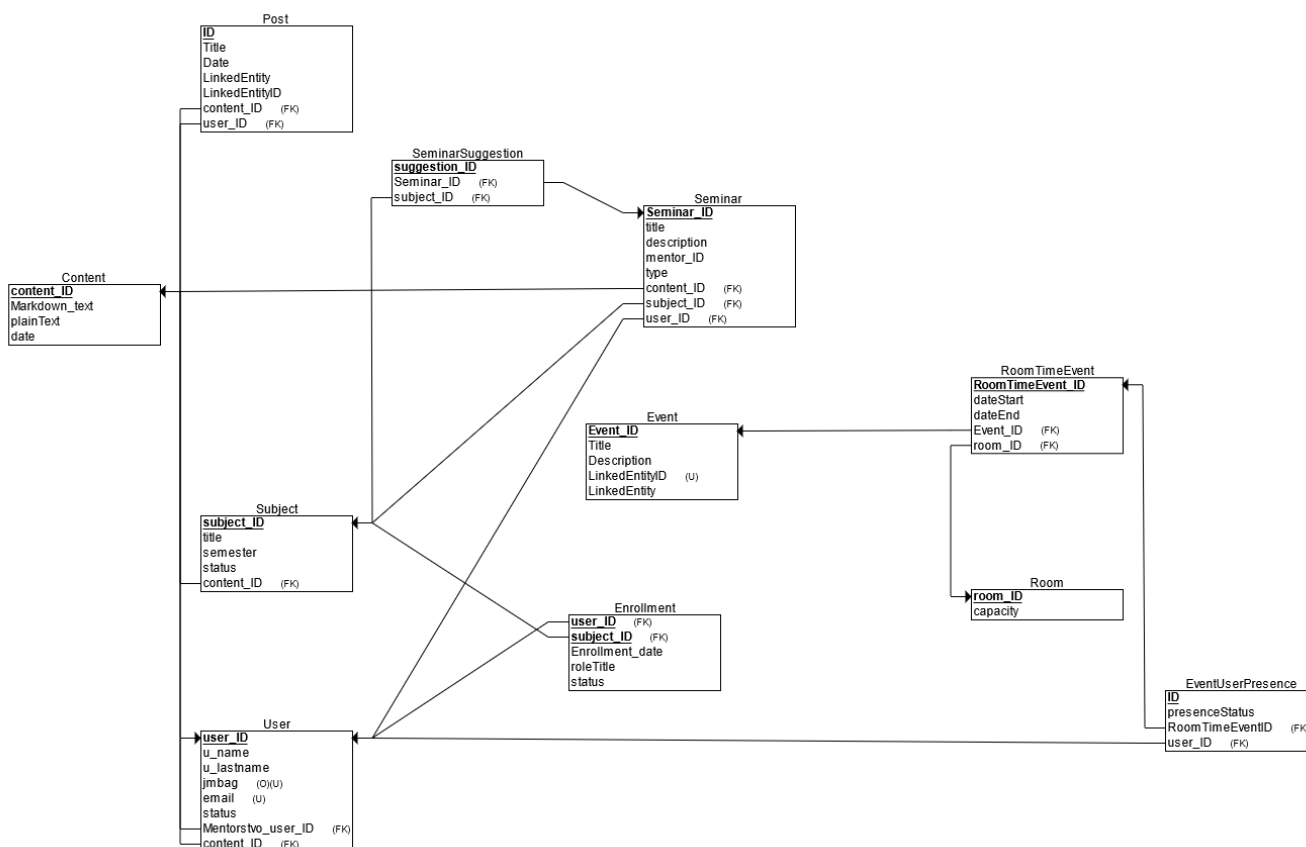 Post
ID
Title
Date
LinkedEntity
LinkedEntityID
content_ID (FK)
user_ID (FK)
SeminarSuggestion
suggestion_ID
Seminar_ID (FK)
subject_ID (FK)
Seminar
Seminar_ID
title
description
mentor_ID
type
content_ID (FK)
subject_ID (FK)
user_ID (FK)
Content
content_ID
Markdown_text
plainText
date
RoomTimeEvent
RoomTimeEvent_ID
dateStart
dateEnd
Event_ID (FK)
room_ID (FK)
Event
Event_ID
Title
Description
LinkedEntityID (U)
LinkedEntity
Subject
subject_ID
title
semester
status
content_ID (FK)
Room
room_ID
capacity
Enrollment
user_ID (FK)
subject_ID (FK)
Enrollment_date
roleTitle
status
EventUserPresence
ID
presenceStatus
RoomTimeEventID (FK
user_ID (FK)
User
user_ID
u_name
u_lastname
jmbag (O)(U)
email (U)
status
Mentorstvo_user_ID (FK)
content_ID (FK)